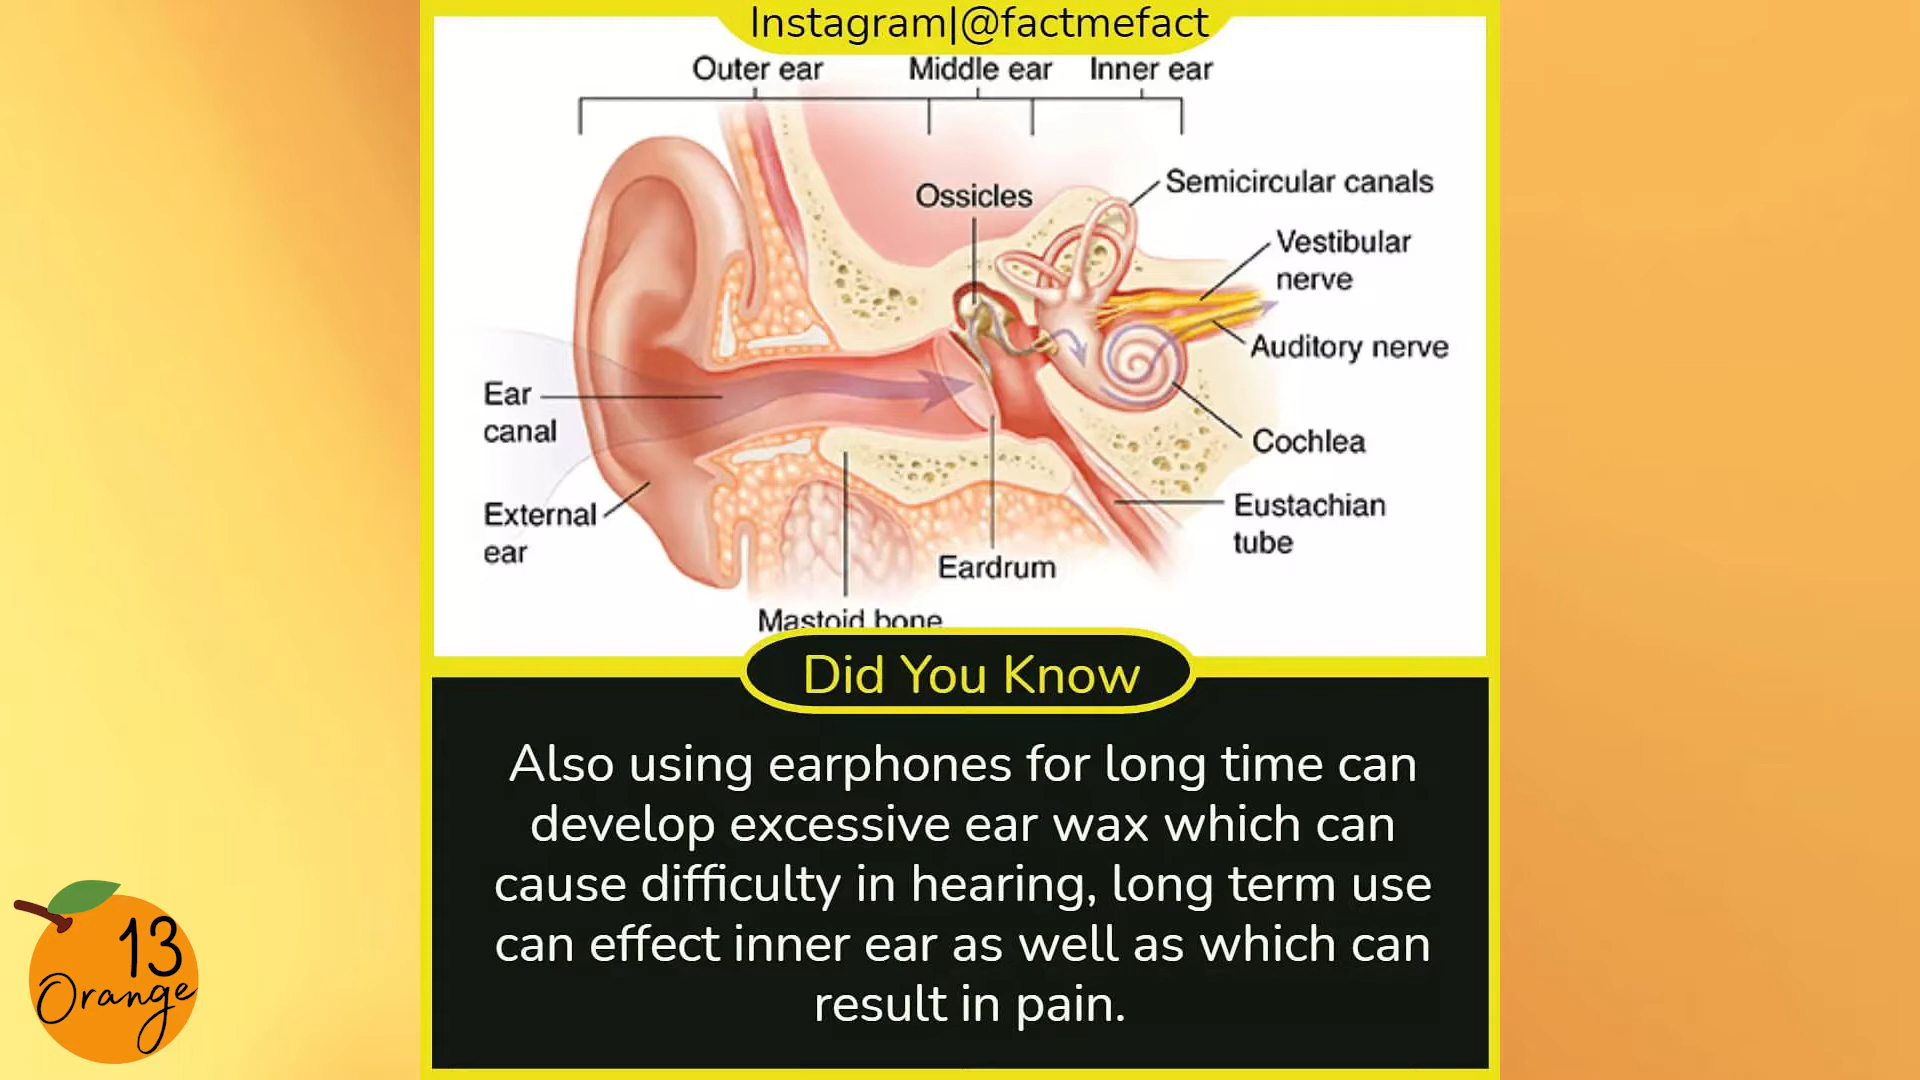 Instagram|@factmefact
Outer ear
Middle ear
Inner ear
Ossicles
Semicircular canals
Vestibular
nerve
Auditory nerve
Ear
canal
Cochlea
External
ear
Eustachian
tube
Eardrum
Mastoid bone
Did You Know
Also using earphones for long time can
develop excessive ear wax which can
cause difficulty in hearing, long term use
can effect inner ear as well as which can
result in pain.
13
Orange